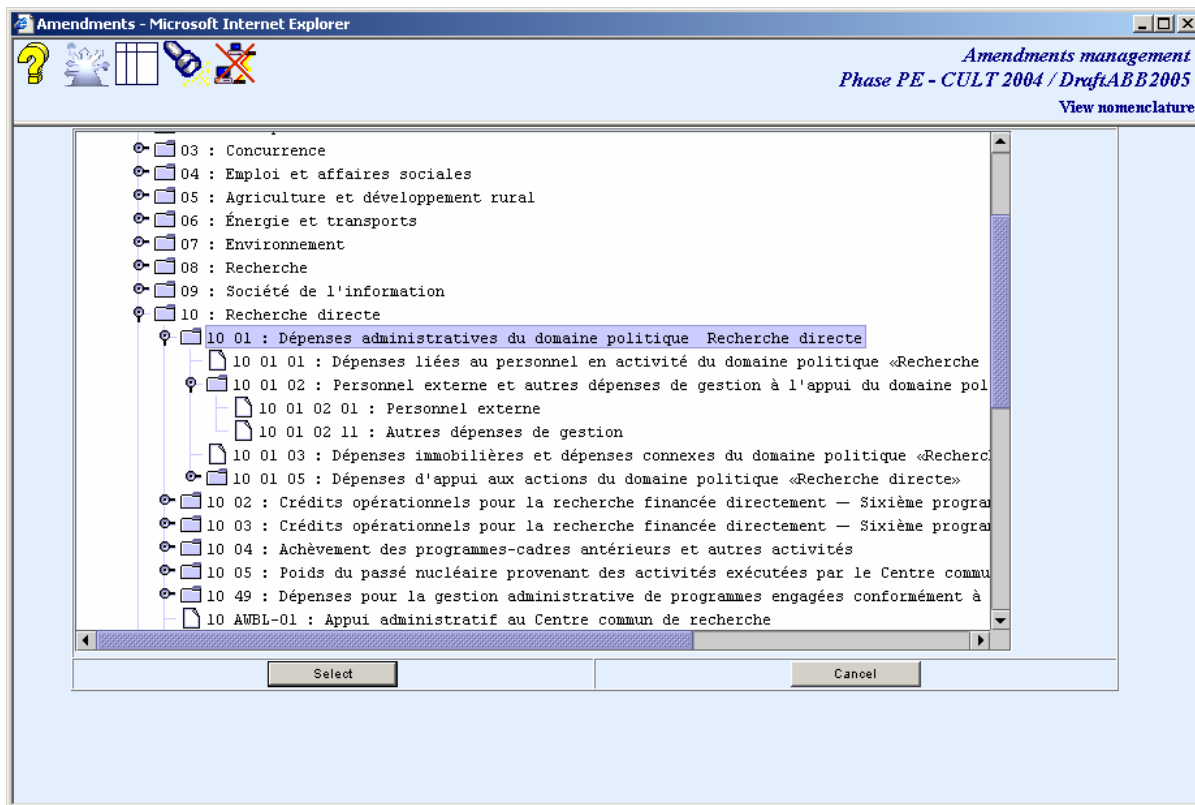 Amendments - Microsoft Internet Explorer
Amendments management
Phase PE - CULT 2004 / DraftABB2005
View nomenclature
03 : Concurrence
04 : Emploi et affaires sociales
05 : Agriculture et développement rural
06 : Énergie et transports
07 : Environnement
08 : Recherche
09 : Société de l'information
10 : Recherche directe
10 01 : Dépenses administratives du domaine politique Recherche directe
10 01 01 : Dépenses liées au personnel en activité du domaine politique «Recherche
10 01 02 : Personnel externe et autres dépenses de gestion à l'appui du domaine pol
10 01 02 01 : Personnel externe
10 01 02 11 : Autres dépenses de gestion
10 01 03 : Dépenses immobilières et dépenses connexes du domaine politique «Recherc
10 01 05 : Dépenses d'appui aux actions du domaine politique «Recherche directe»
10 02 : Crédits opérationnels pour la recherche financée directement — Sixième progra
10 03 : Crédits opérationnels pour la recherche financée directement — Sixième progra
10 04 : Achèvement des programmes-cadres antérieurs et autres activités
10 05 : Poids du passé nucléaire provenant des activités exécutées par le Centre commu
10 49 : Dépenses pour la gestion administrative de programmes engagées conformément à
10 AWBL-01 : Appui administratif au Centre commun de recherche
Select
Cancel